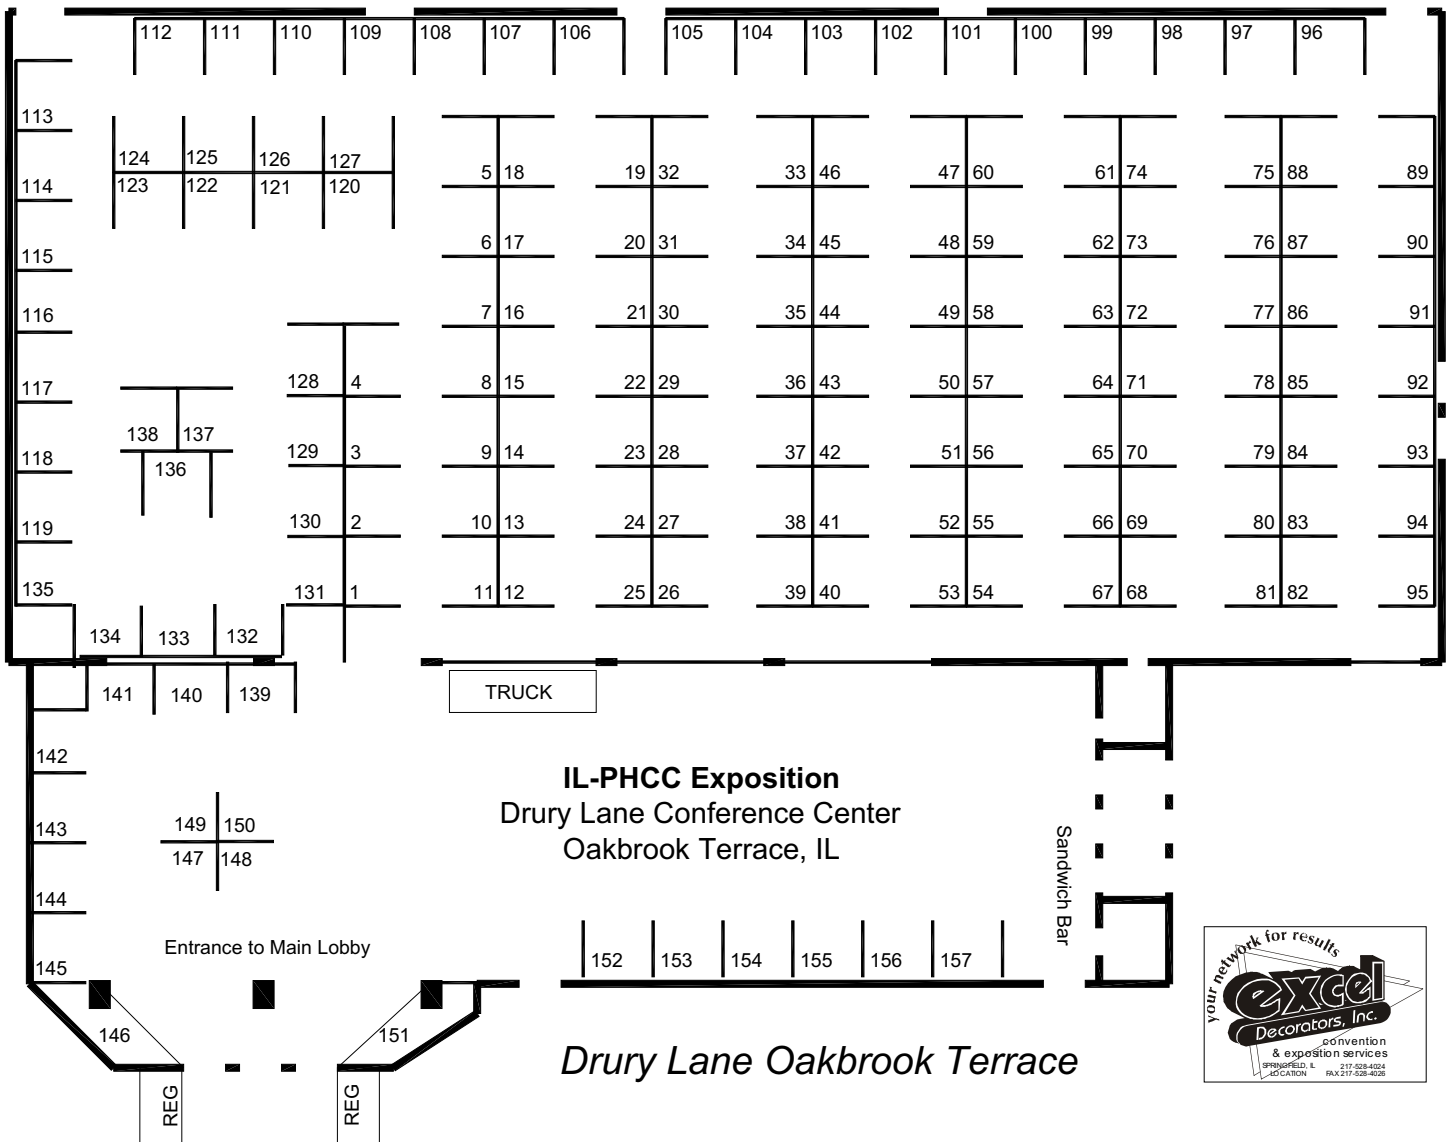 112 111 110 109 108 107 106 105 104 103 102 101 100 99 98 97 96
113
124 125 126 127
5 18 19 32 33 46 47 60 61 74 75 88 89
114 123 122 121 120
6 17 20 31 34 45 48 59 62 73 76 87 90
115
116 7 16 21 30 35 44 49 58 63 72 77 86 91
117 128 4 8 15 22 29 36 43 50 57 64 71 78 85 92
138 137
118 129 3 9 14 23 28 37 42 51 56 65 70 79 84 93
136
119 130 2 10 13 24 27 38 41 52 55 66 69 80 83 94
135 131 1 11 12 25 26 39 40 53 54 67 68 81 82 95
134 133 132
141 140 139 TRUCK
142
IL-PHCC Exposition
Drury Lane Conference Center
Oakbrook Terrace, IL
149 150
143
147 148
144
Sandwich Bar
Entrance to Main Lobby
145
152 153 154 155 156 157
146 151
REG REG
Drury Lane Oakbrook Terrace
your network for results
excel
Decorators, Inc.
convention
& exposition services
SPRINGFIELD, IL 217-528-4024
LOCATION FAX 217-528-4026